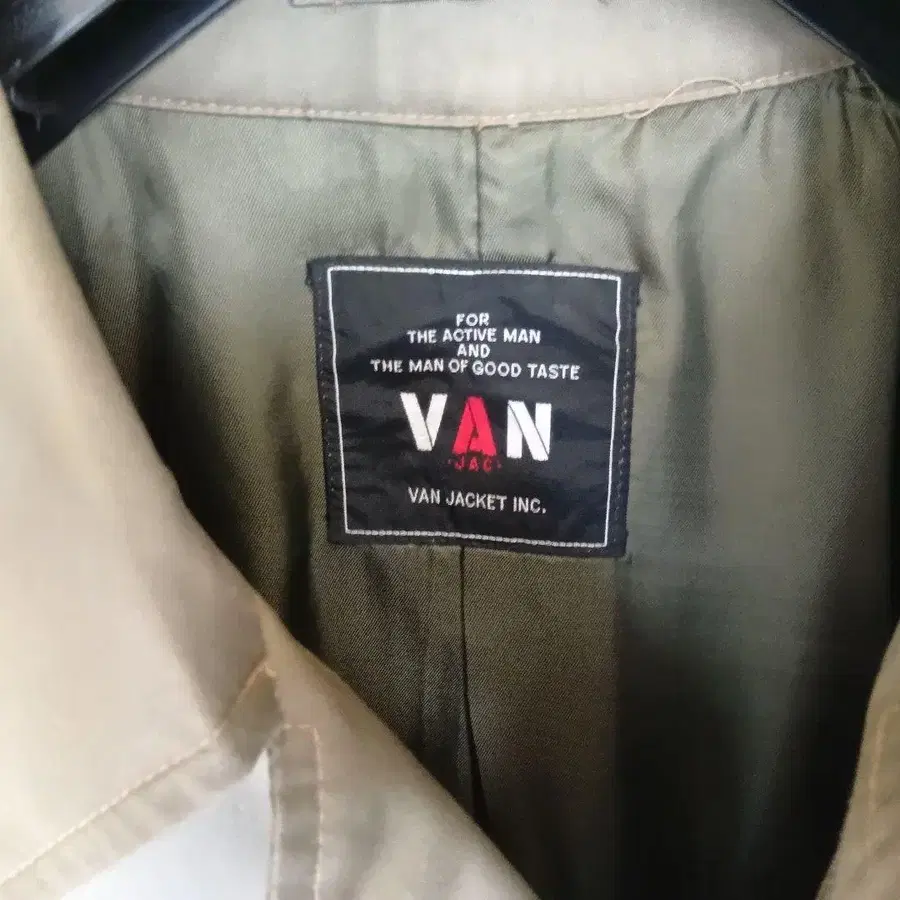 FOR
THE ACTIVE MAN
AND
THE MAN OF GOOD TASTE
VAN
·JAC·
VAN JACKET INC.